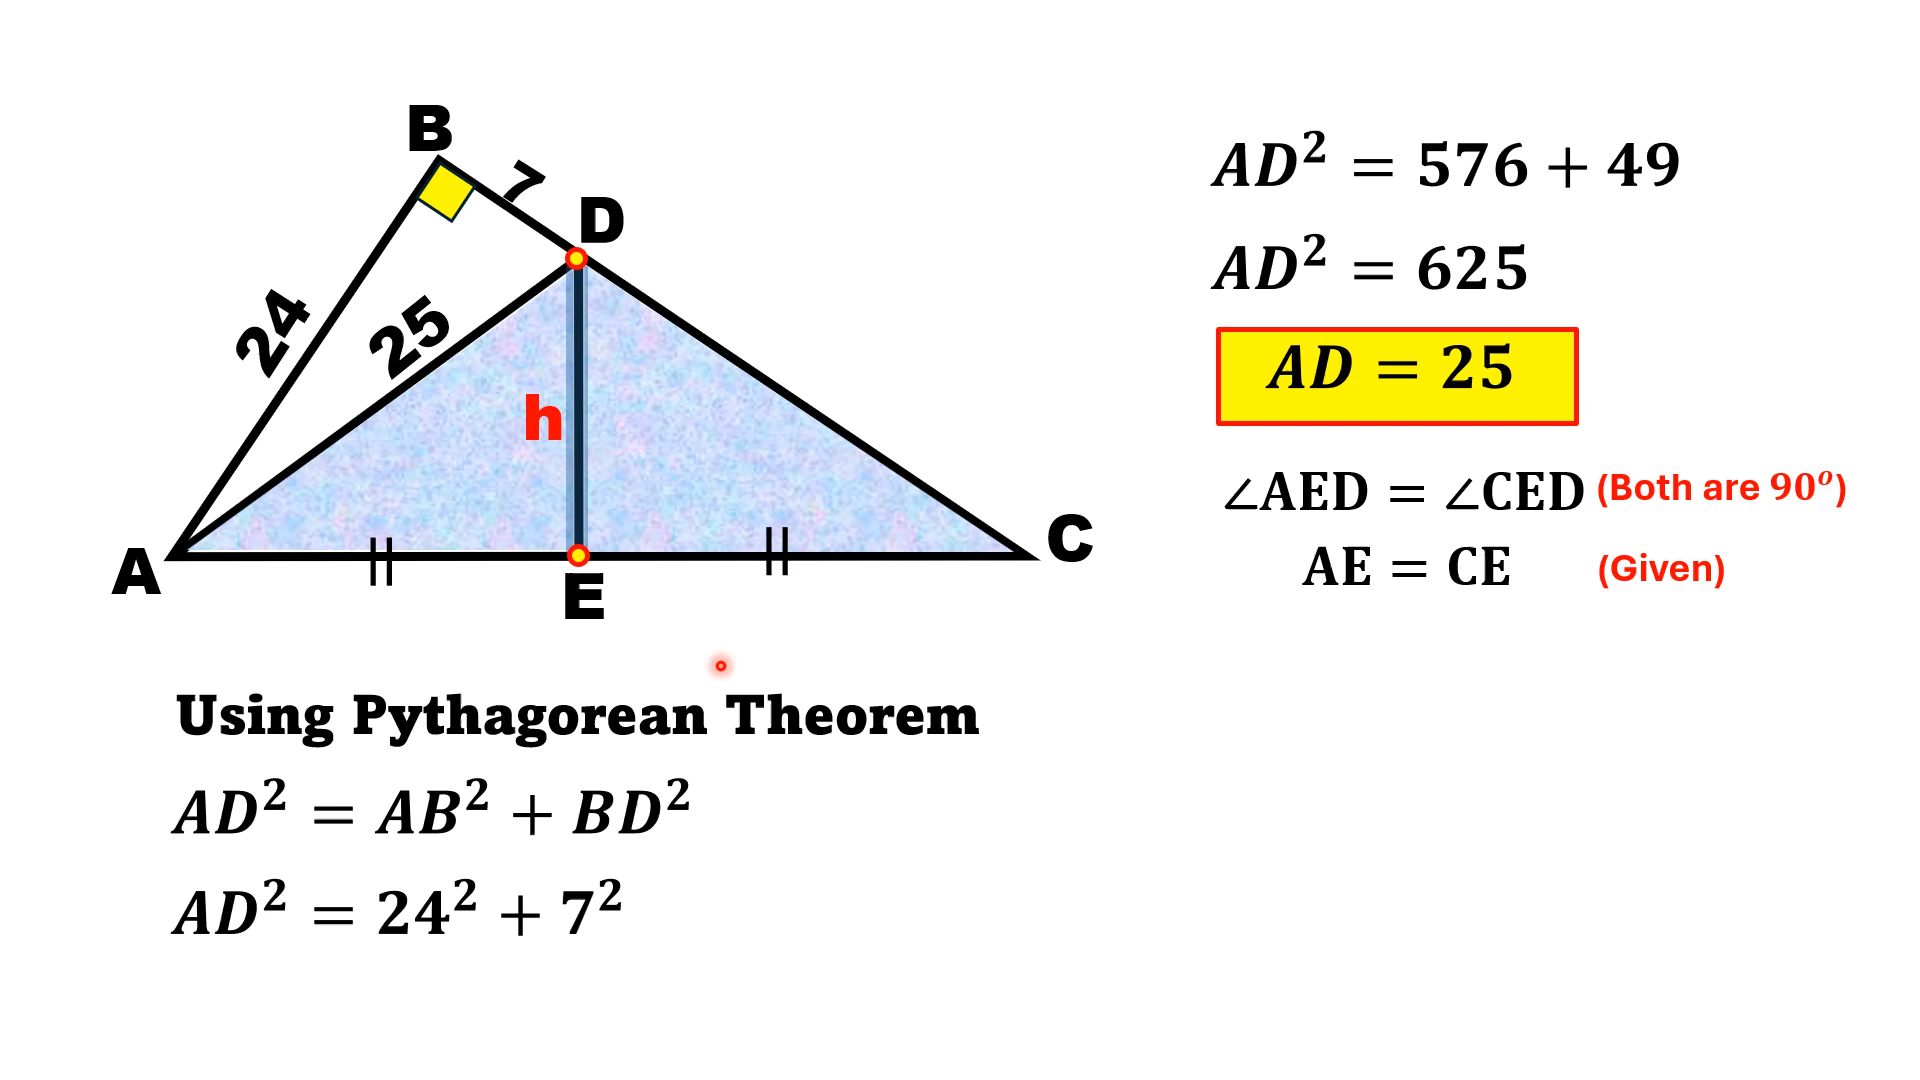 B
7
D
24
25
h
A
E
C
Using Pythagorean Theorem
AD² = AB² + BD²
AD² = 24² + 7²
AD² = 576 + 49
AD² = 625
AD = 25
∠AED = ∠CED (Both are 90ᵒ)
AE = CE (Given)